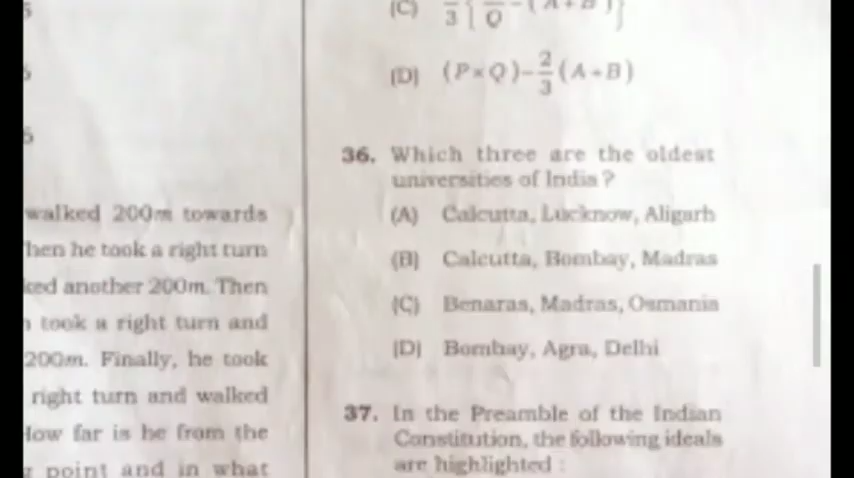 5
5
walked 200m towards
hen he took a right turn
ked another 200m. Then
took a right turn and
200m. Finally, he took
right turn and walked
How far is he from the
point and in what
(C)
(D) (P×Q)-2/3(A+B)
36. Which three are the oldest
universities of India?
(A) Calcutta, Lucknow, Aligarh
(B) Calcutta, Bombay, Madras
(C) Benaras, Madras, Osmania
(D) Bombay, Agra, Delhi
37. In the Preamble of the Indian
Constitution, the following ideals
are highlighted :